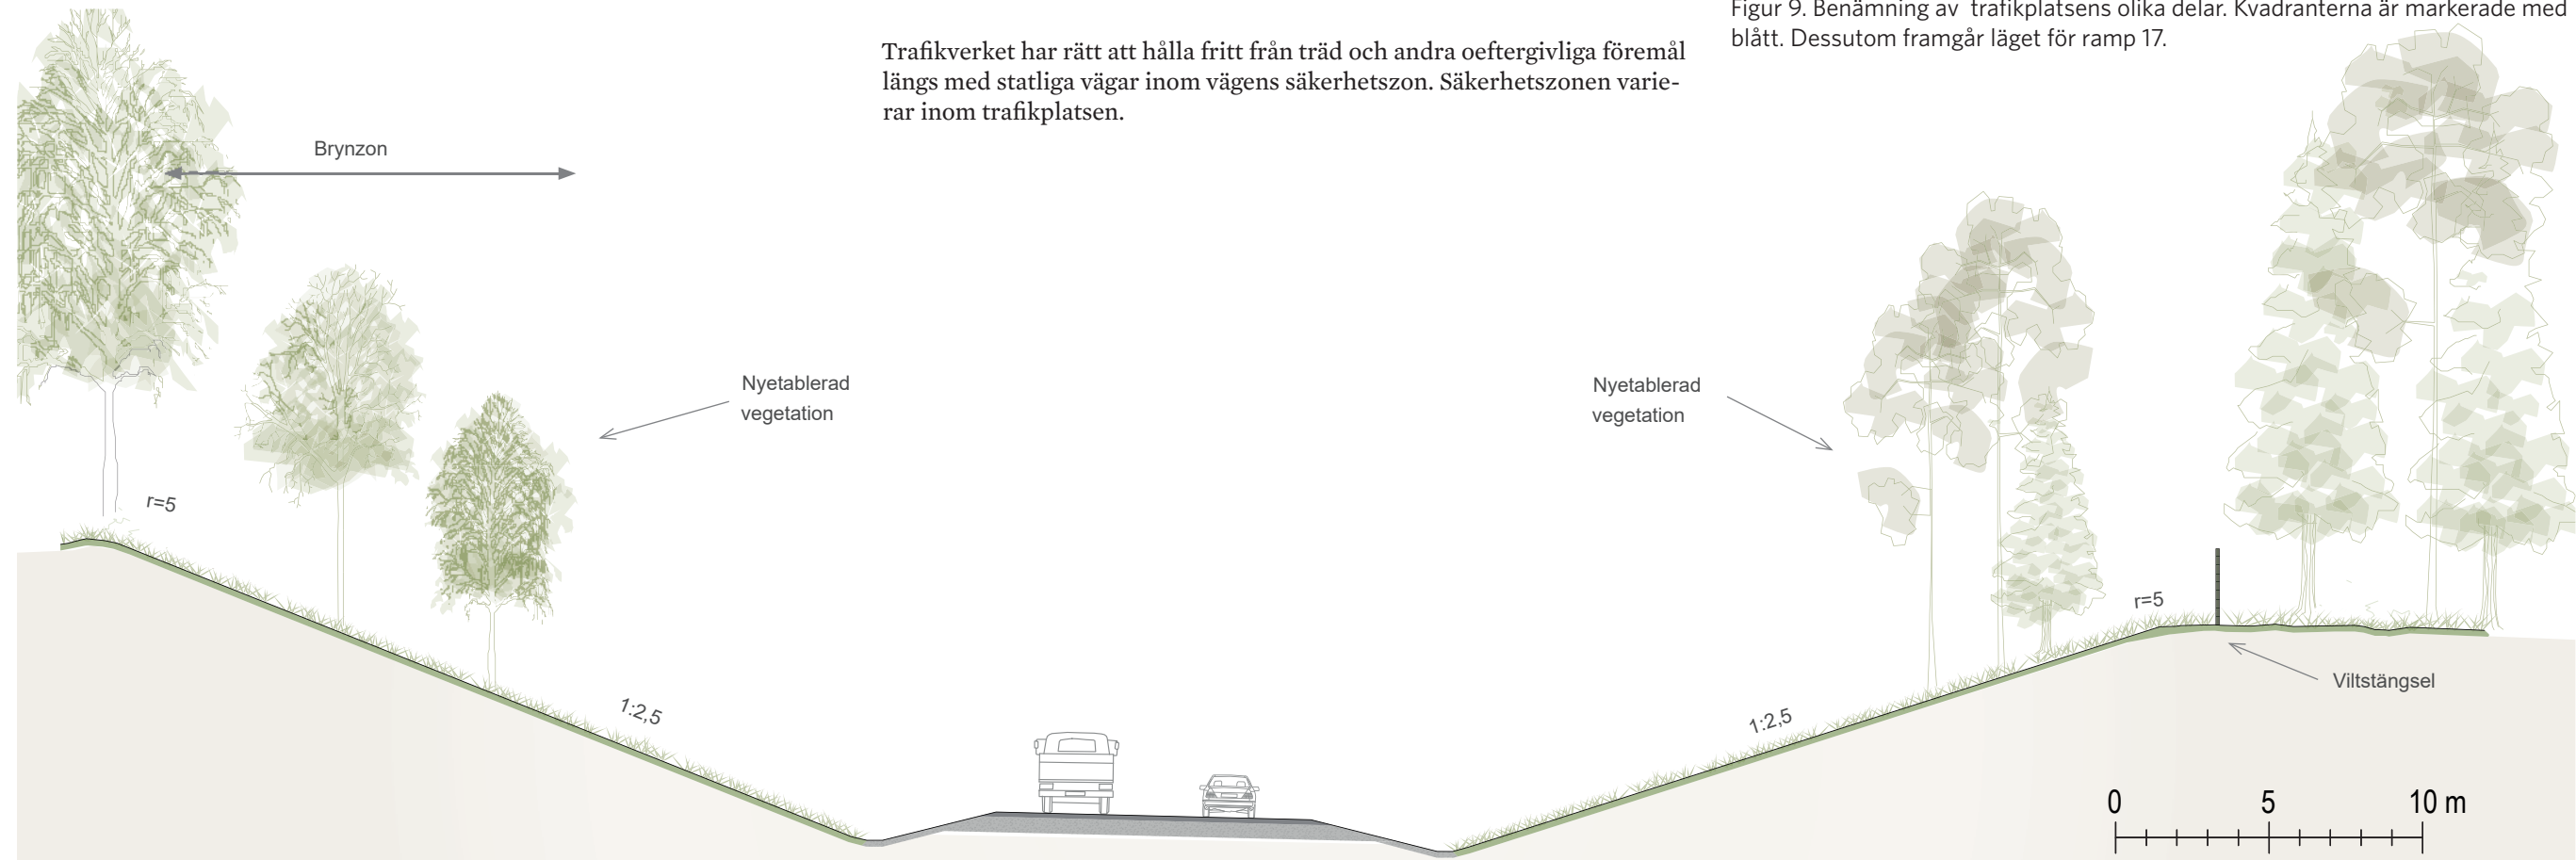 Figur 9. Benämning av trafikplatsens olika delar. Kvadranterna är markerade med
blått. Dessutom framgår läget för ramp 17.
Trafikverket har rätt att hålla fritt från träd och andra oeftergivliga föremål
längs med statliga vägar inom vägens säkerhetszon. Säkerhetszonen varie-
rar inom trafikplatsen.
Brynzon
Nyetablerad
vegetation
Nyetablerad
vegetation
r=5
r=5
1:2,5
1:2,5
Viltstängsel
0 5 10 m